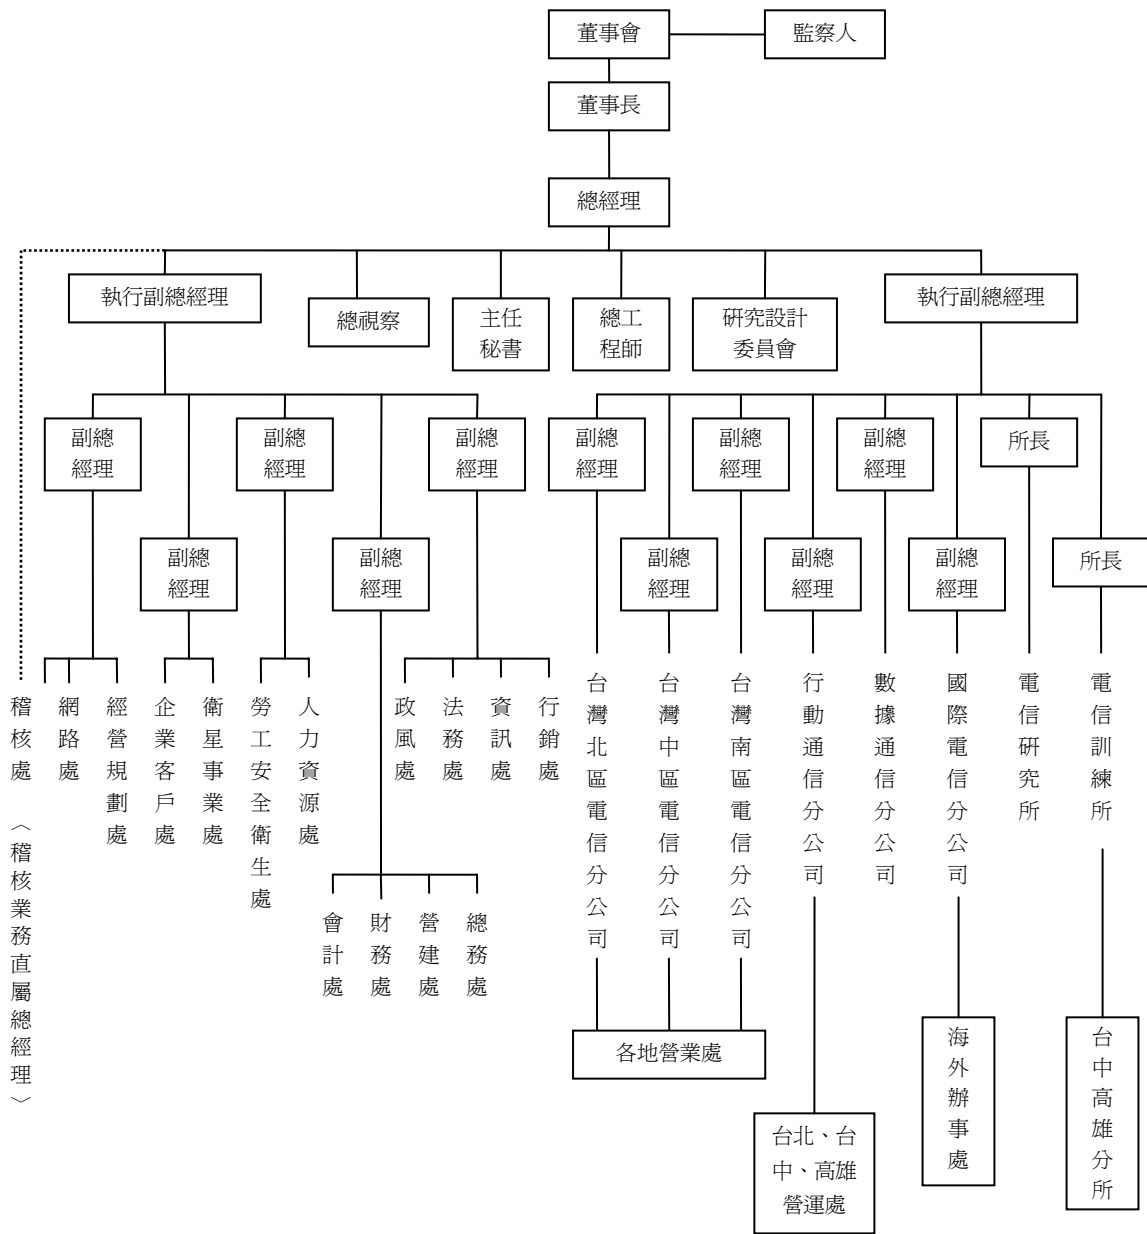 董事會
監察人
董事長
總經理
執行副總經理
總視察
主任
秘書
總工
程師
研究設計
委員會
執行副總經理
副總
經理
副總
經理
副總
經理
副總
經理
副總
經理
副總
經理
副總
經理
副總
經理
副總
經理
副總
經理
副總
經理
所長
所長
稽核處 〈稽核業務直屬總經理〉
網路處
經營規劃處
企業客戶處
衛星事業處
勞工安全衛生處
人力資源處
會計處
財務處
營建處
總務處
政風處
法務處
資訊處
行銷處
台灣北區電信分公司
台灣中區電信分公司
台灣南區電信分公司
行動通信分公司
數據通信分公司
國際電信分公司
電信研究所
電信訓練所
各地營業處
台北、台
中、高雄
營運處
海外辦事處
台中高雄分所